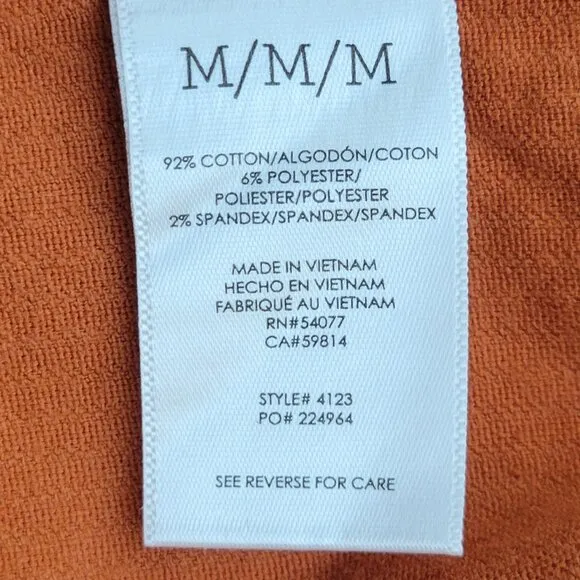 M/M/M
92% COTTON/ALGODÓN/COTON
6% POLYESTER/
POLIESTER/POLYESTER
2% SPANDEX/SPANDEX/SPANDEX
MADE IN VIETNAM
HECHO EN VIETNAM
FABRIQUÉ AU VIETNAM
RN#54077
CA#59814
STYLE# 4123
PO# 224964
SEE REVERSE FOR CARE